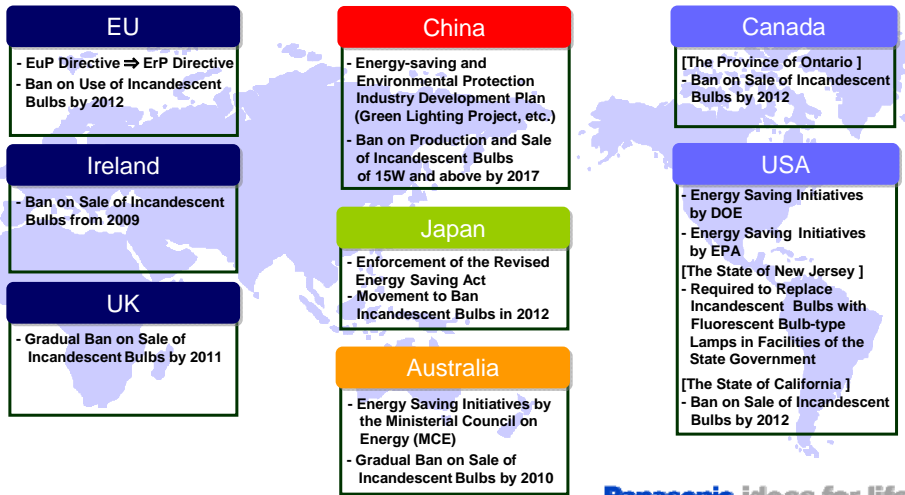 EU
- EuP Directive ⇒ ErP Directive
- Ban on Use of Incandescent
Bulbs by 2012
Ireland
- Ban on Sale of Incandescent
Bulbs from 2009
UK
- Gradual Ban on Sale of
Incandescent Bulbs by 2011
China
- Energy-saving and
Environmental Protection
Industry Development Plan
(Green Lighting Project, etc.)
- Ban on Production and Sale
of Incandescent Bulbs
of 15W and above by 2017
Japan
- Enforcement of the Revised
Energy Saving Act
- Movement to Ban
Incandescent Bulbs in 2012
Australia
- Energy Saving Initiatives by
the Ministerial Council on
Energy (MCE)
- Gradual Ban on Sale of
Incandescent Bulbs by 2010
Canada
[The Province of Ontario ]
- Ban on Sale of Incandescent
Bulbs by 2012
USA
- Energy Saving Initiatives
by DOE
- Energy Saving Initiatives
by EPA
[The State of New Jersey ]
- Required to Replace
Incandescent Bulbs with
Fluorescent Bulb-type
Lamps in Facilities of the
State Government
[The State of California ]
- Ban on Sale of Incandescent
Bulbs by 2012
Panasonic ideas for life